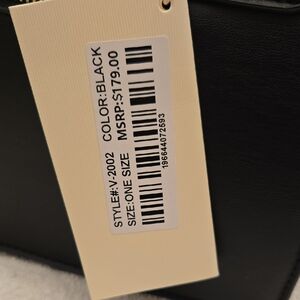 STYLE#:V-2002 COLOR:BLACK
SIZE:ONE SIZE MSRP:$179.00
196644072693